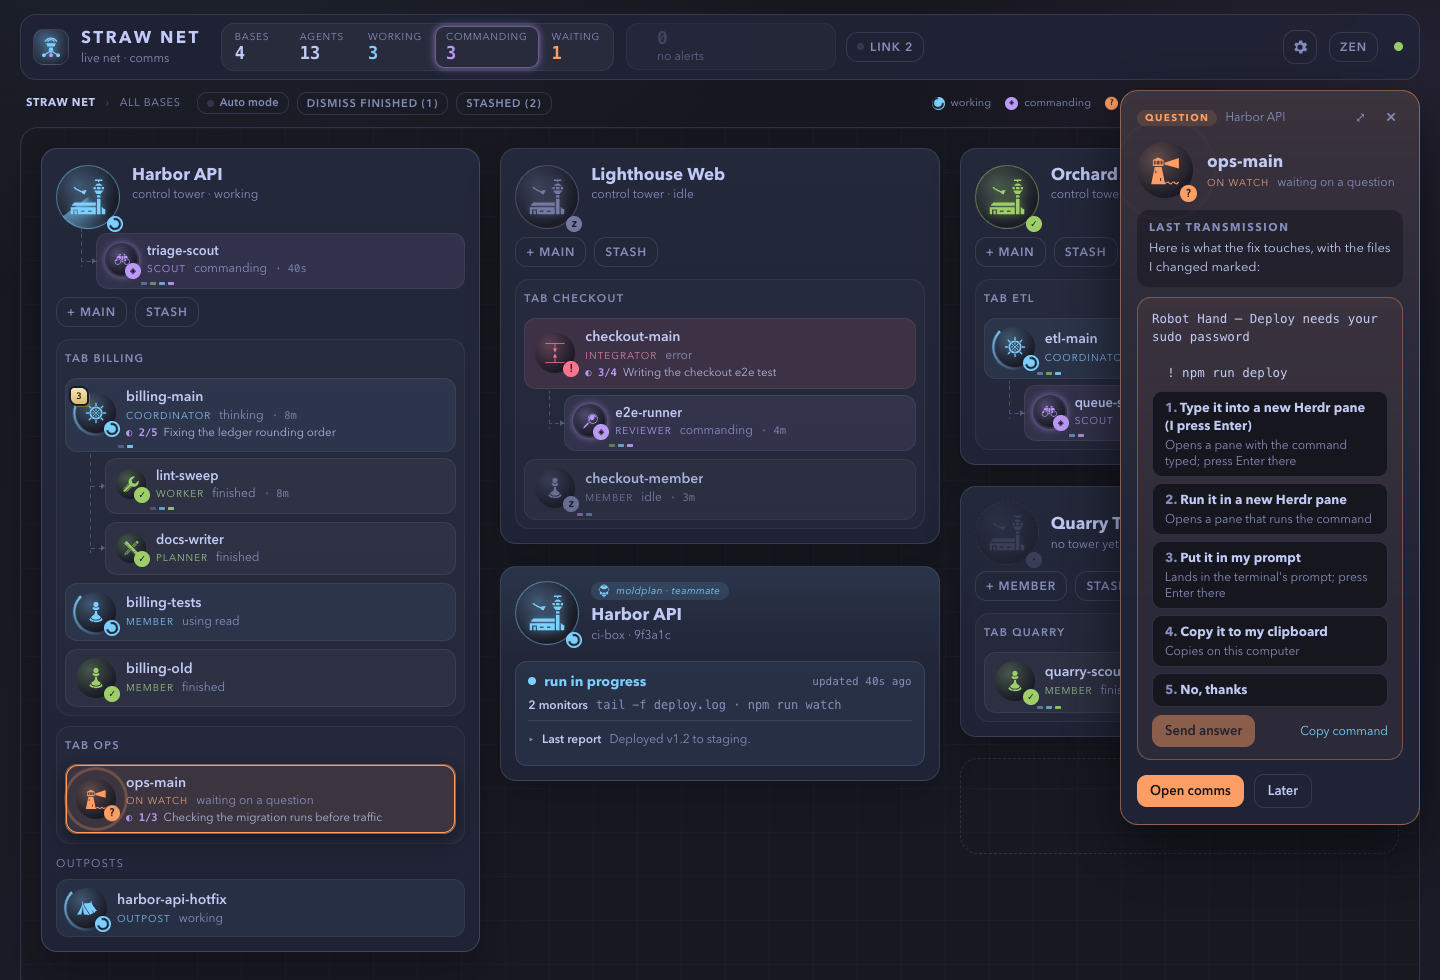 STRAW NET
live net · comms
BASES
4
AGENTS
13
WORKING
3
COMMANDING
3
WAITING
1
0
no alerts
LINK 2
ZEN
STRAW NET › ALL BASES
Auto mode
DISMISS FINISHED (1)
STASHED (2)
working
commanding
?
Harbor API
control tower · working
triage-scout
SCOUT commanding · 40s
+ MAIN
STASH
TAB BILLING
3
billing-main
COORDINATOR thinking · 8m
2/5 Fixing the ledger rounding order
lint-sweep
WORKER finished · 8m
docs-writer
PLANNER finished
billing-tests
MEMBER using read
billing-old
MEMBER finished
TAB OPS
ops-main
ON WATCH waiting on a question
?
1/3 Checking the migration runs before traffic
OUTPOSTS
harbor-api-hotfix
OUTPOST working
Lighthouse Web
control tower · idle
z
+ MAIN
STASH
TAB CHECKOUT
checkout-main
INTEGRATOR error
!
3/4 Writing the checkout e2e test
e2e-runner
REVIEWER commanding · 4m
checkout-member
MEMBER idle · 3m
z
moldplan · teammate
Harbor API
ci-box · 9f3a1c
run in progress
updated 40s ago
2 monitors tail -f deploy.log · npm run watch
Last report Deployed v1.2 to staging.
Orchard
control towe
+ MAIN
STASH
TAB ETL
etl-main
COORDINATO
queue-s
SCOUT
Quarry T
no tower yet
+ MEMBER
STAS
TAB QUARRY
quarry-scou
MEMBER finis
QUESTION
Harbor API
ops-main
ON WATCH waiting on a question
?
LAST TRANSMISSION
Here is what the fix touches, with the files
I changed marked:
Robot Hand — Deploy needs your
sudo password
! npm run deploy
1. Type it into a new Herdr pane
(I press Enter)
Opens a pane with the command
typed; press Enter there
2. Run it in a new Herdr pane
Opens a pane that runs the command
3. Put it in my prompt
Lands in the terminal's prompt; press
Enter there
4. Copy it to my clipboard
Copies on this computer
5. No, thanks
Send answer
Copy command
Open comms
Later